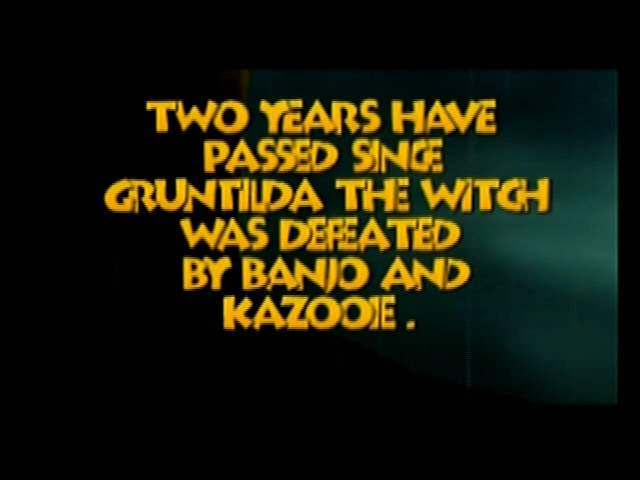 TWO YEARS HAVE
PASSED SINCE
GRUNTILDA THE WITCH
WAS DEFEATED
BY BANJO AND
KAZOOIE.